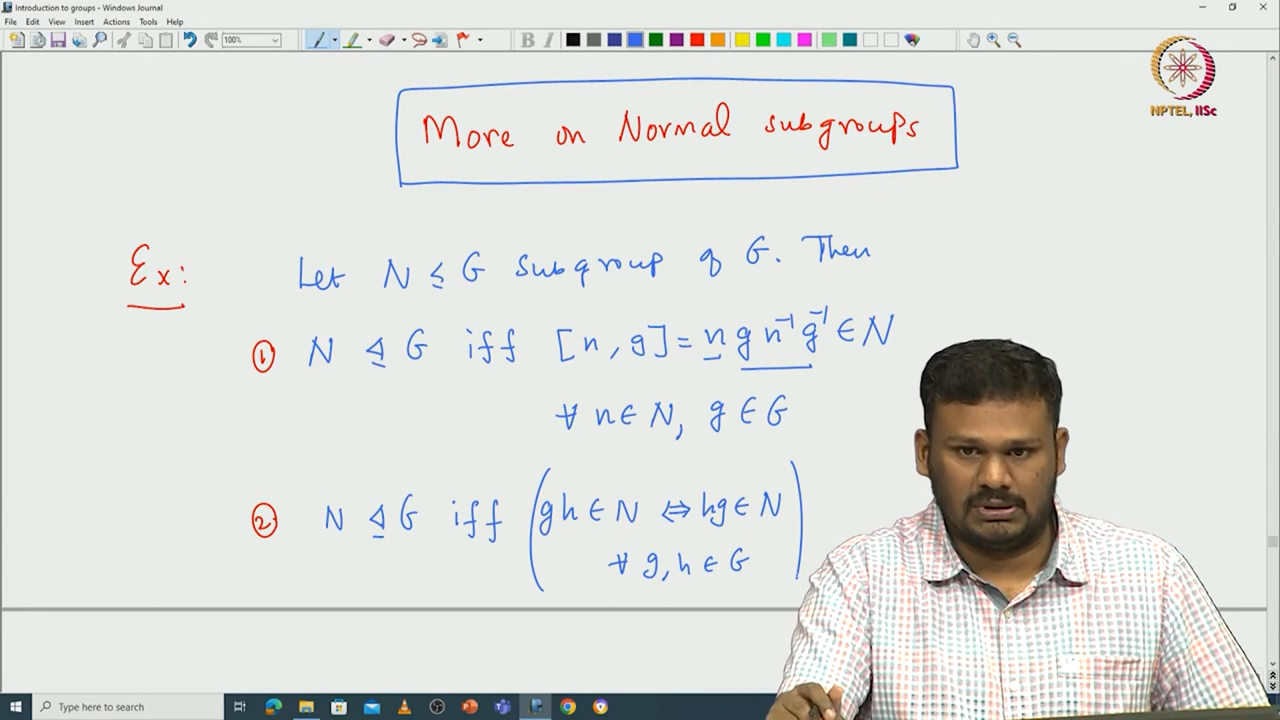 Introduction to groups - Windows Journal
File Edit View Insert Actions Tools Help
100%
B I
NPTEL, IISc
More on Normal subgroups
Ex: Let N ≤ G subgroup of G. Then
① N ⊴ G iff [n, g] = n g n⁻¹ g⁻¹ ∈ N
∀ n ∈ N, g ∈ G
② N ⊴ G iff (gh ∈ N ⇔ hg ∈ N
∀ g, h ∈ G)
Type here to search